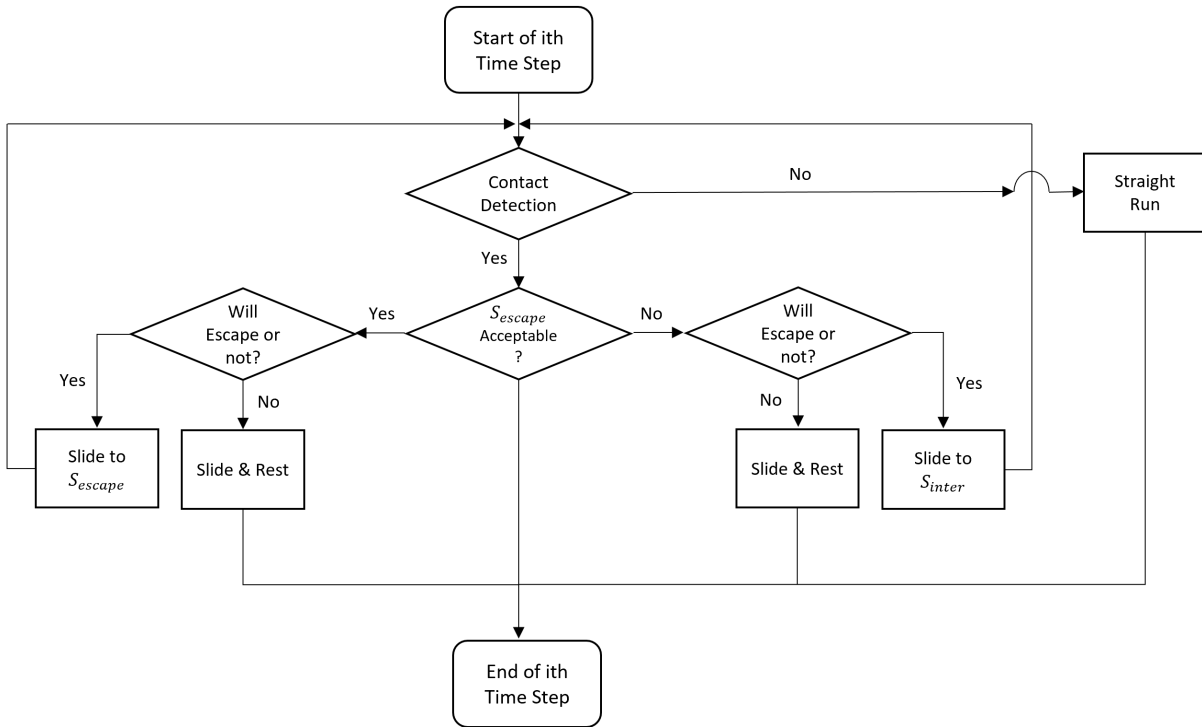 Start of ith
Time Step
Contact
Detection
No
Straight
Run
Yes
Will
Escape or
not?
Yes
S_escape
Acceptable
?
No
Will
Escape or
not?
Yes
No
No
Yes
Slide to
S_escape
Slide & Rest
Slide & Rest
Slide to
S_inter
End of ith
Time Step